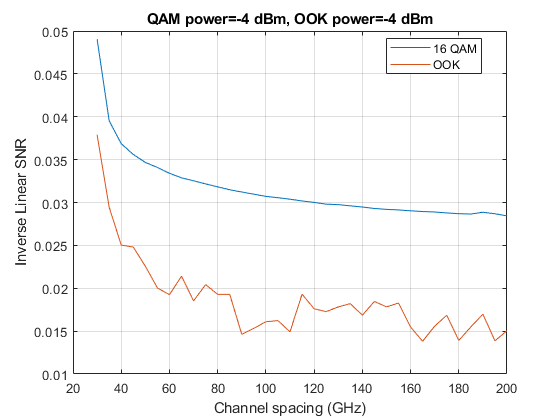 QAM power=-4 dBm, OOK power=-4 dBm
16 QAM
OOK
Inverse Linear SNR
0.05
0.045
0.04
0.035
0.03
0.025
0.02
0.015
0.01
20 40 60 80 100 120 140 160 180 200
Channel spacing (GHz)